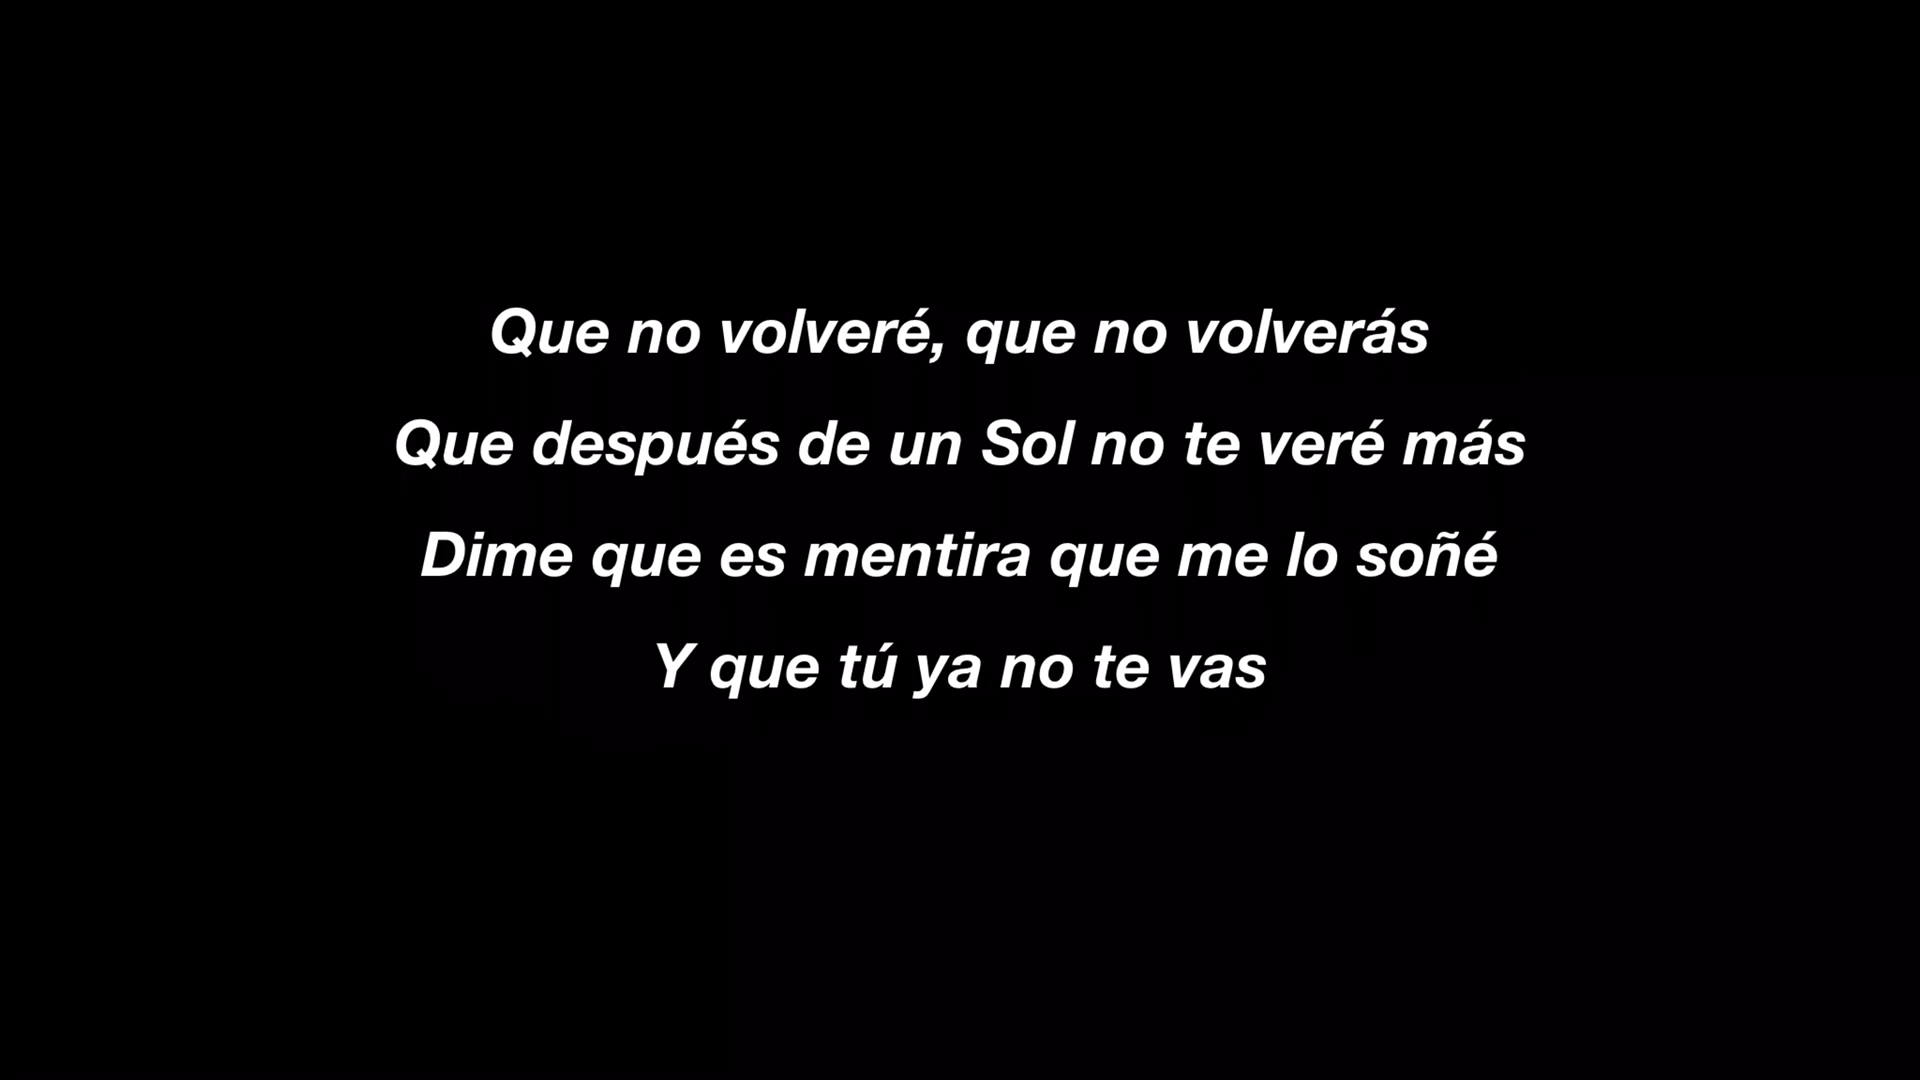 Que no volveré, que no volverás
Que después de un Sol no te veré más
Dime que es mentira que me lo soñé
Y que tú ya no te vas